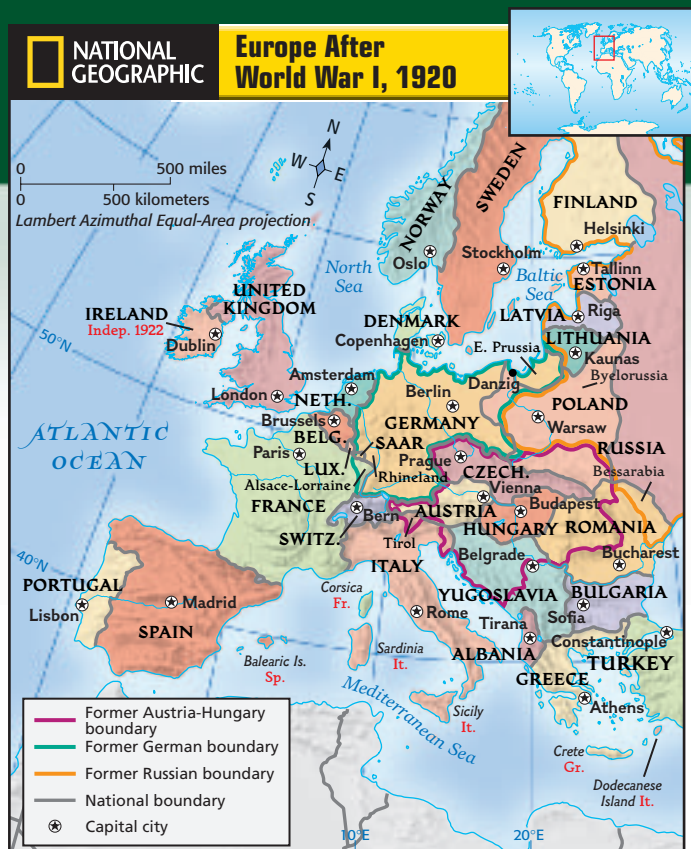 NATIONAL
GEOGRAPHIC
Europe After
World War I, 1920
0 500 miles
0 500 kilometers
Lambert Azimuthal Equal-Area projection
N
W E
S
NORWAY
SWEDEN
FINLAND
Helsinki
Oslo
Stockholm
Tallinn
ESTONIA
North
Sea
Baltic
Sea
UNITED
KINGDOM
IRELAND
Indep. 1922
Dublin
DENMARK
Copenhagen
LATVIA
Riga
LITHUANIA
Kaunas
E. Prussia
Byelorussia
50°N
Amsterdam
London
NETH.
Berlin
Danzig
POLAND
Warsaw
Brussels
BELG.
GERMANY
ATLANTIC
OCEAN
Paris
SAAR
LUX.
Rhineland
Prague
CZECH.
RUSSIA
Alsace-Lorraine
Vienna
Bessarabia
FRANCE
Bern
AUSTRIA
Budapest
SWITZ.
Tirol
HUNGARY
ROMANIA
40°N
ITALY
Belgrade
Bucharest
PORTUGAL
Lisbon
Madrid
SPAIN
Corsica
Fr.
Rome
YUGOSLAVIA
BULGARIA
Sofia
Tirana
ALBANIA
Constantinople
TURKEY
Balearic Is.
Sp.
Sardinia
It.
GREECE
Athens
Mediterranean Sea
Sicily
It.
Crete
Gr.
Dodecanese
Island It.
Former Austria-Hungary
boundary
Former German boundary
Former Russian boundary
National boundary
Capital city
10°E
20°E